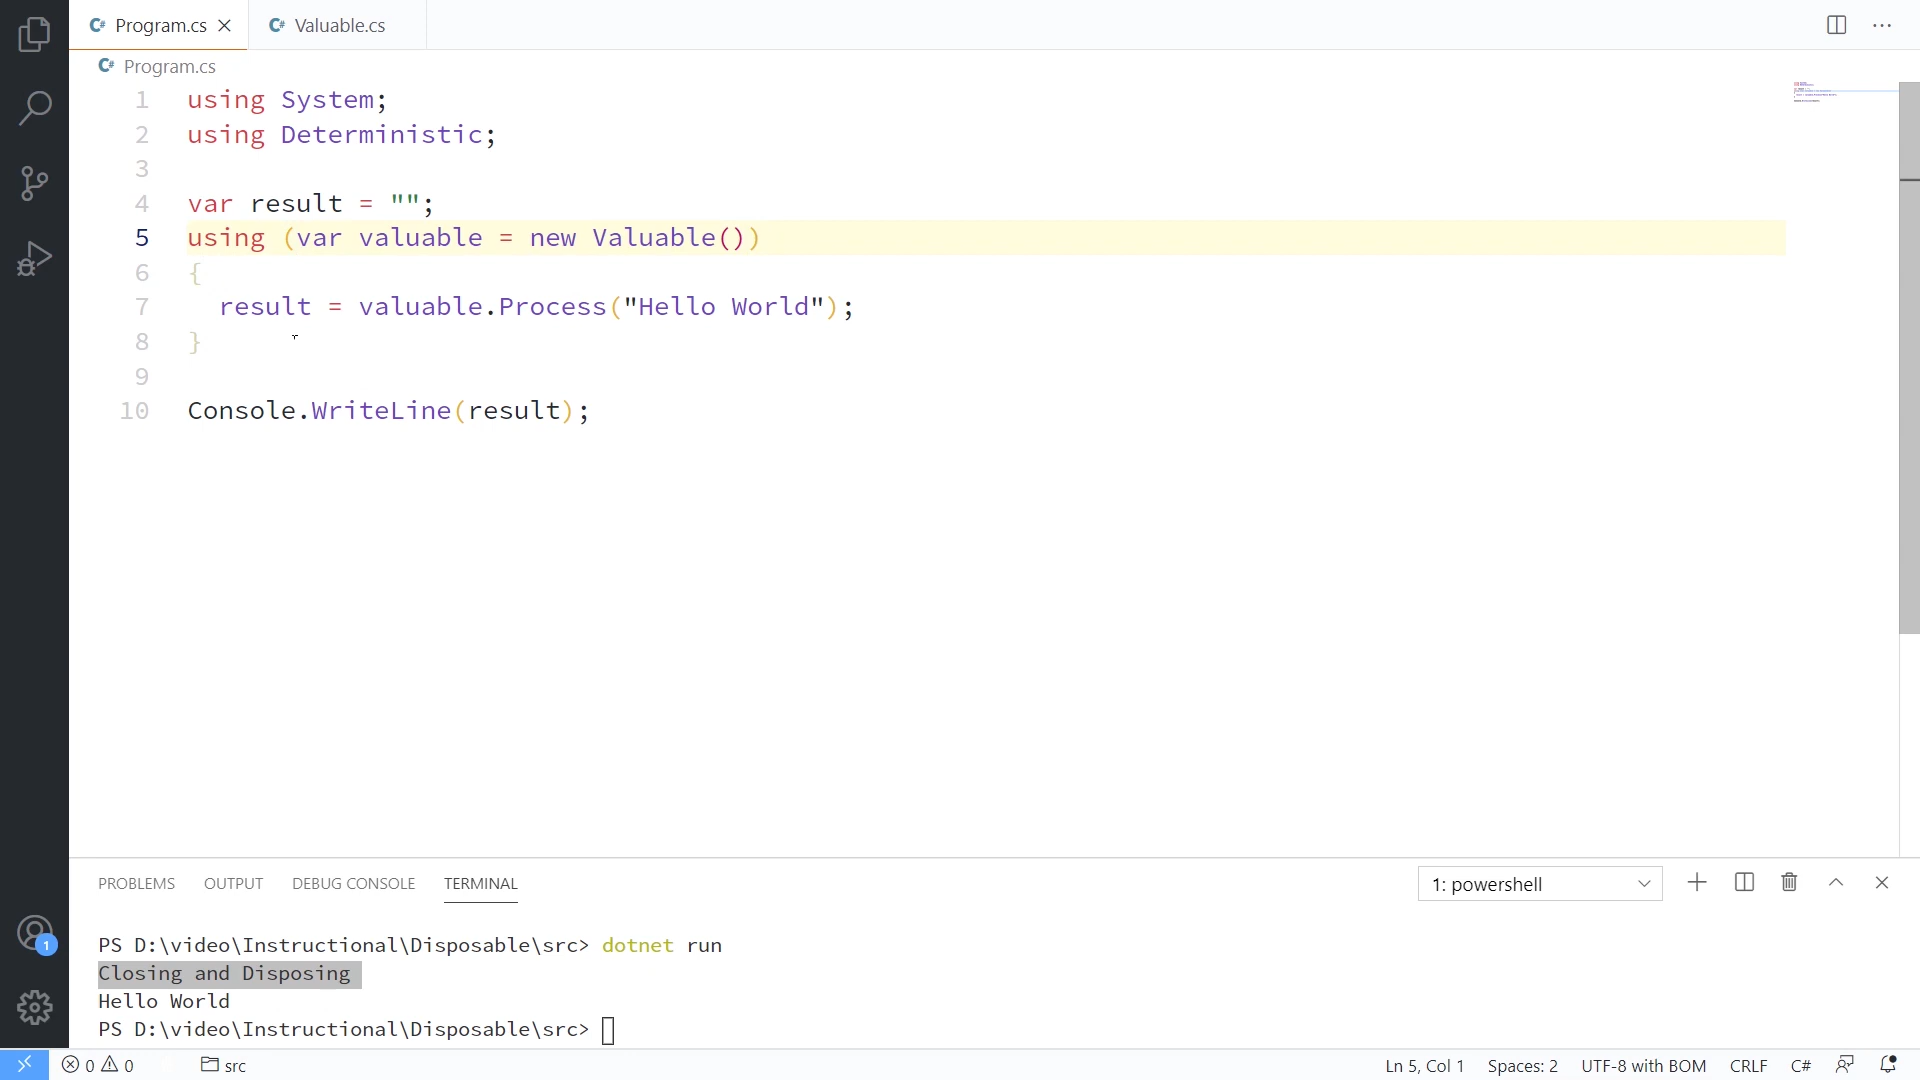 C# Program.cs
C# Valuable.cs
C# Program.cs
1 using System;
2 using Deterministic;
3
4 var result = "";
5 using (var valuable = new Valuable())
6 {
7 result = valuable.Process("Hello World");
8 }
9
10 Console.WriteLine(result);
PROBLEMS OUTPUT DEBUG CONSOLE TERMINAL
1: powershell
PS D:\video\Instructional\Disposable\src> dotnet run
Closing and Disposing
Hello World
PS D:\video\Instructional\Disposable\src>
1
0 0 src Ln 5, Col 1 Spaces: 2 UTF-8 with BOM CRLF C#